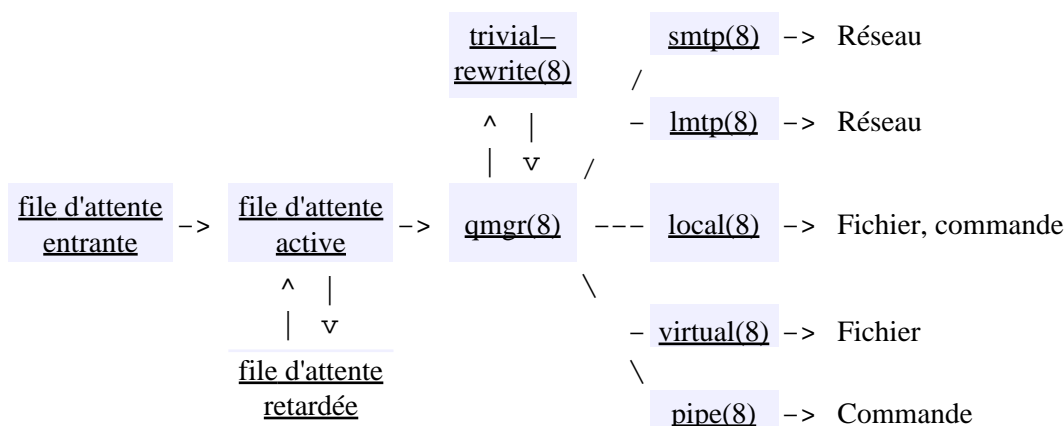 trivial–
rewrite(8)
smtp(8) –> Réseau
/
^ |
– lmtp(8) –> Réseau
| v /
file d'attente entrante –> file d'attente active –> qmgr(8) ––– local(8) –> Fichier, commande
^ | \
| v – virtual(8) –> Fichier
file d'attente retardée \
pipe(8) –> Commande